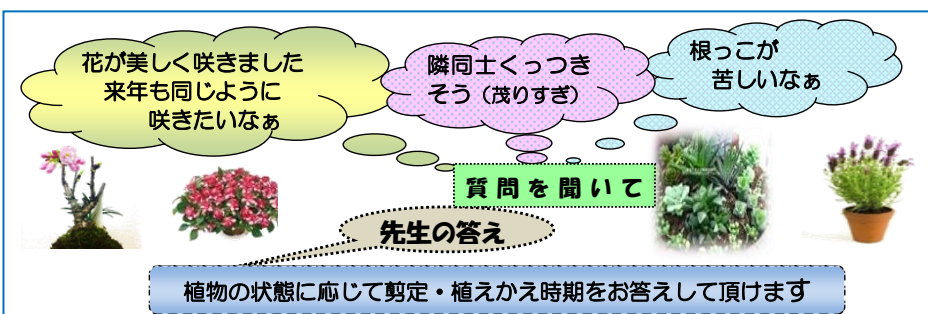 花が美しく咲きました
来年も同じように
咲きたいなぁ
隣同士くっつき
そう（茂りすぎ）
根っこが
苦しいなぁ
質問を聞いて
先生の答え
植物の状態に応じて剪定・植えかえ時期をお答えして頂けます